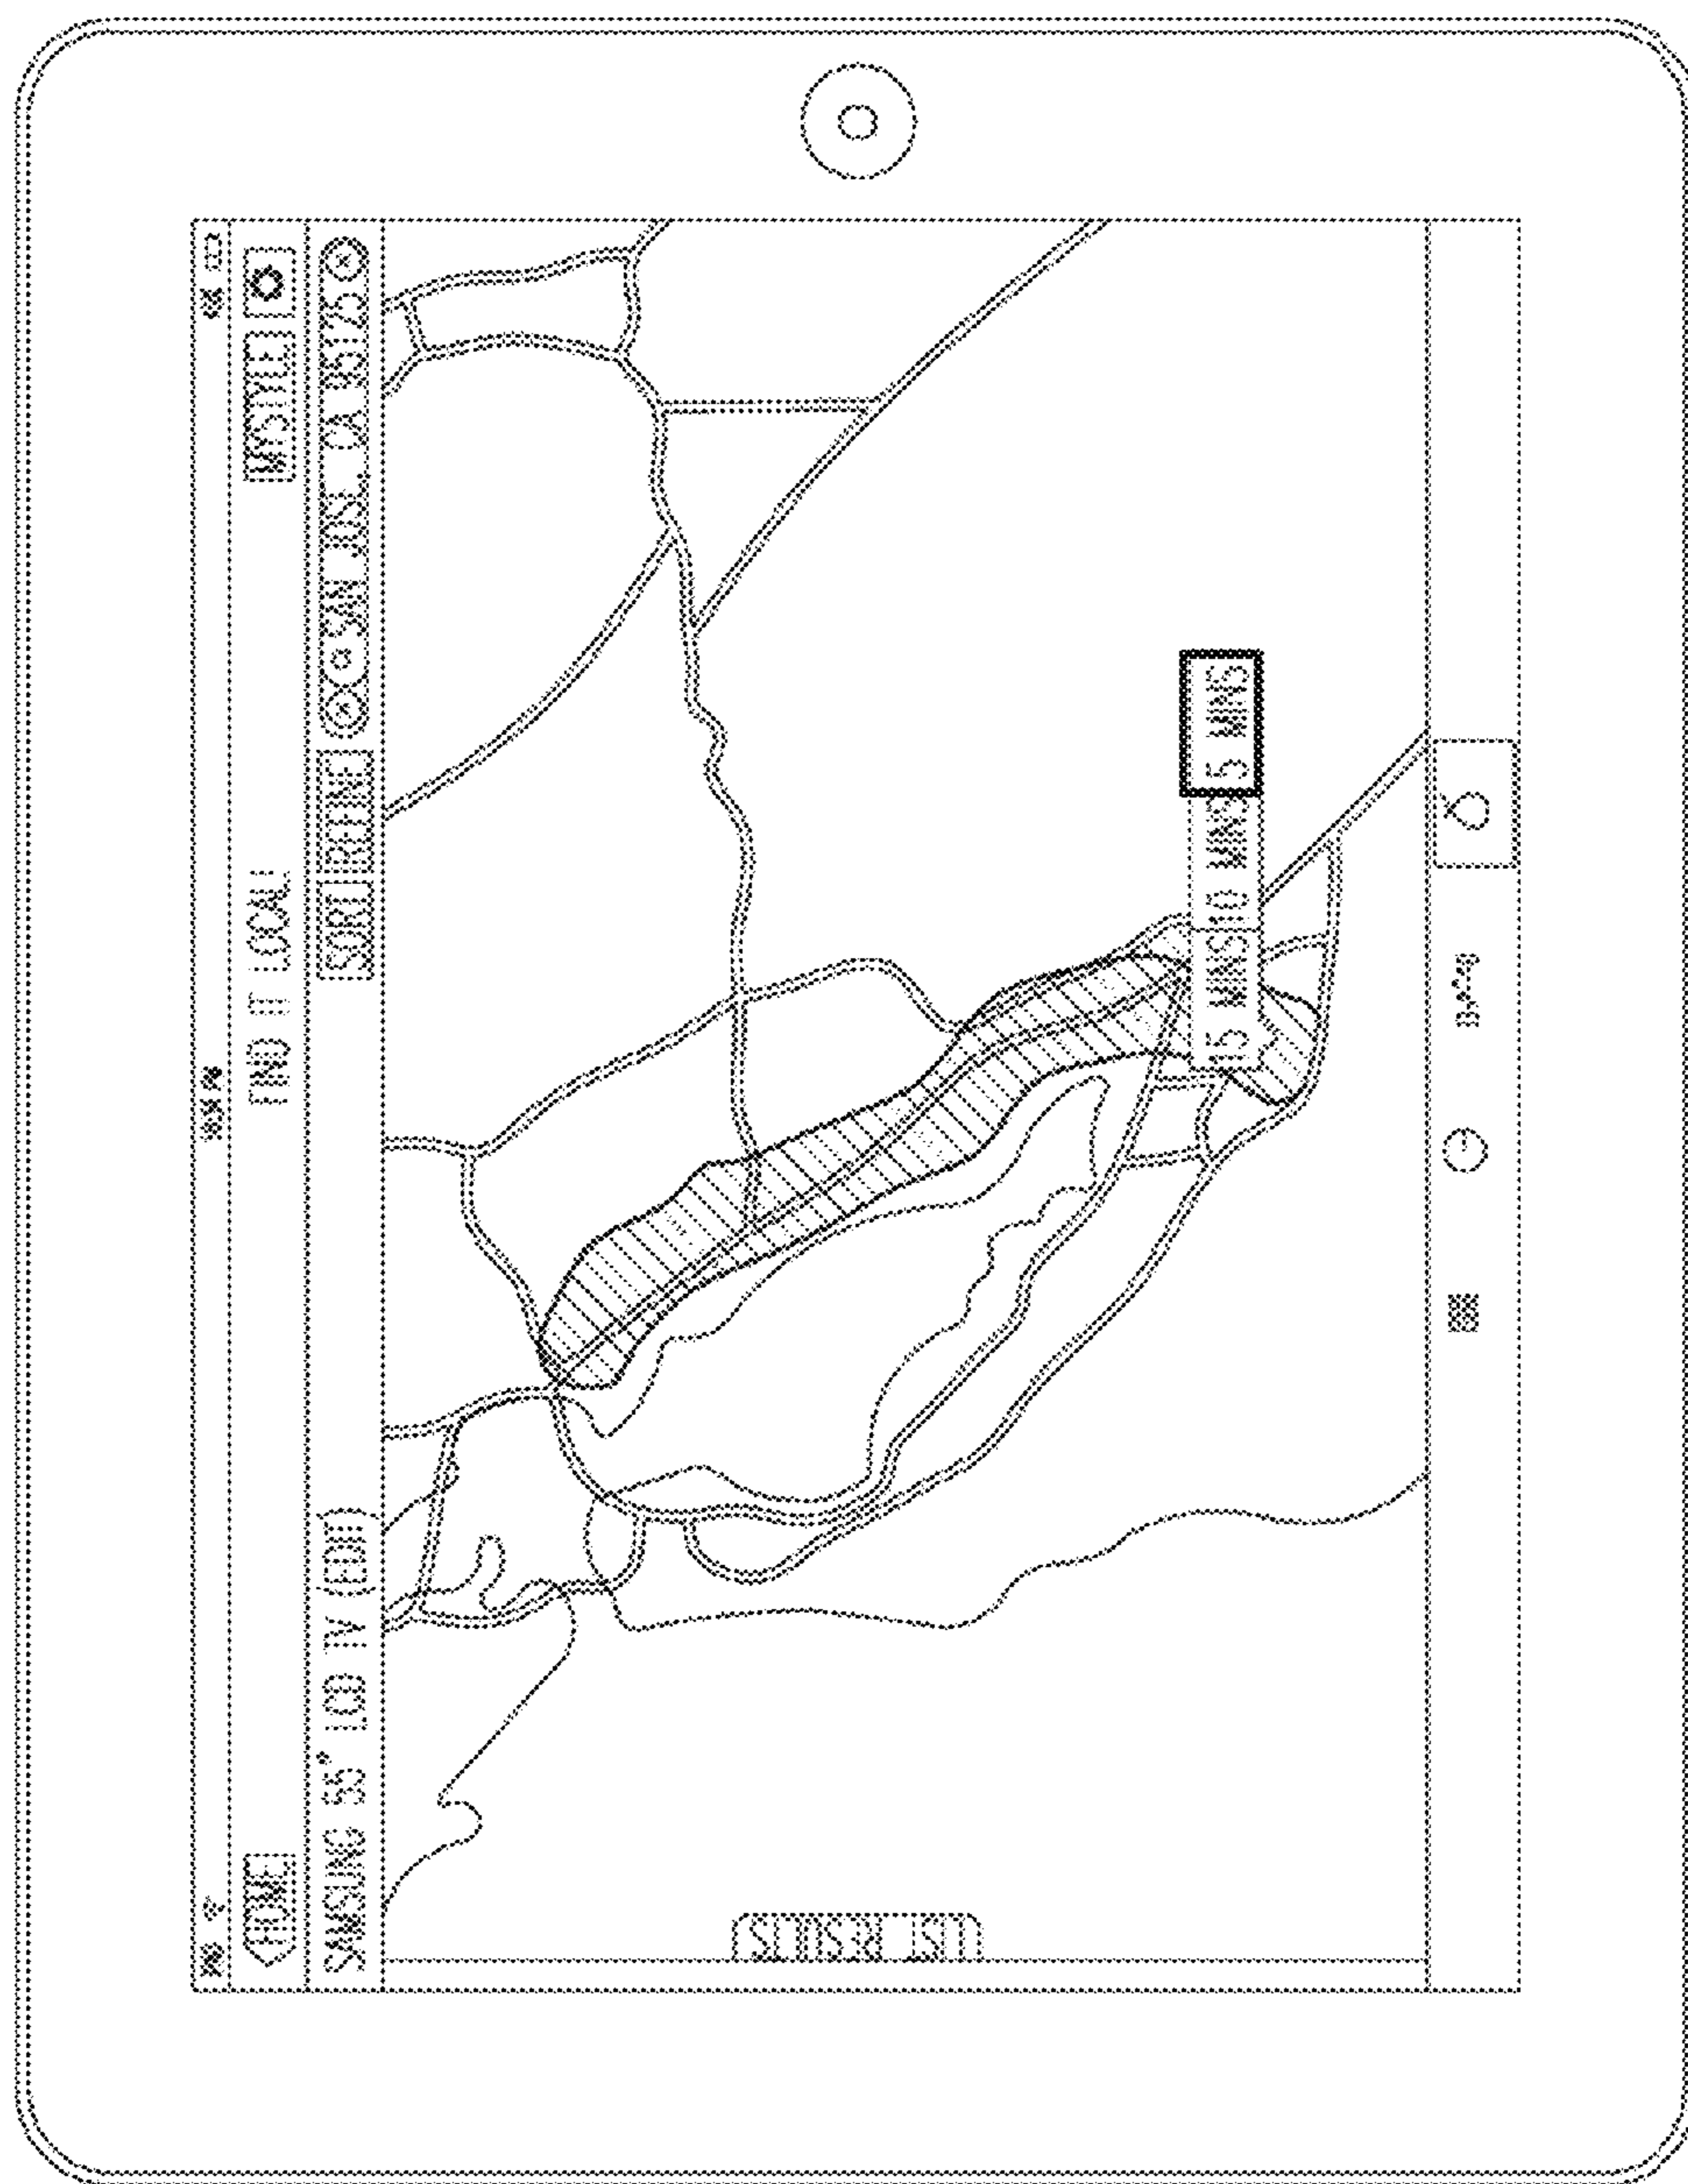 HOME FIND IT LOCAL! MYSTYLE
SAMSUNG 55" LCD TV (EDIT) SORT REFINE SAN JOSE, CA 95125
LIST RESULTS
15 MINS 10 MINS 5 MINS